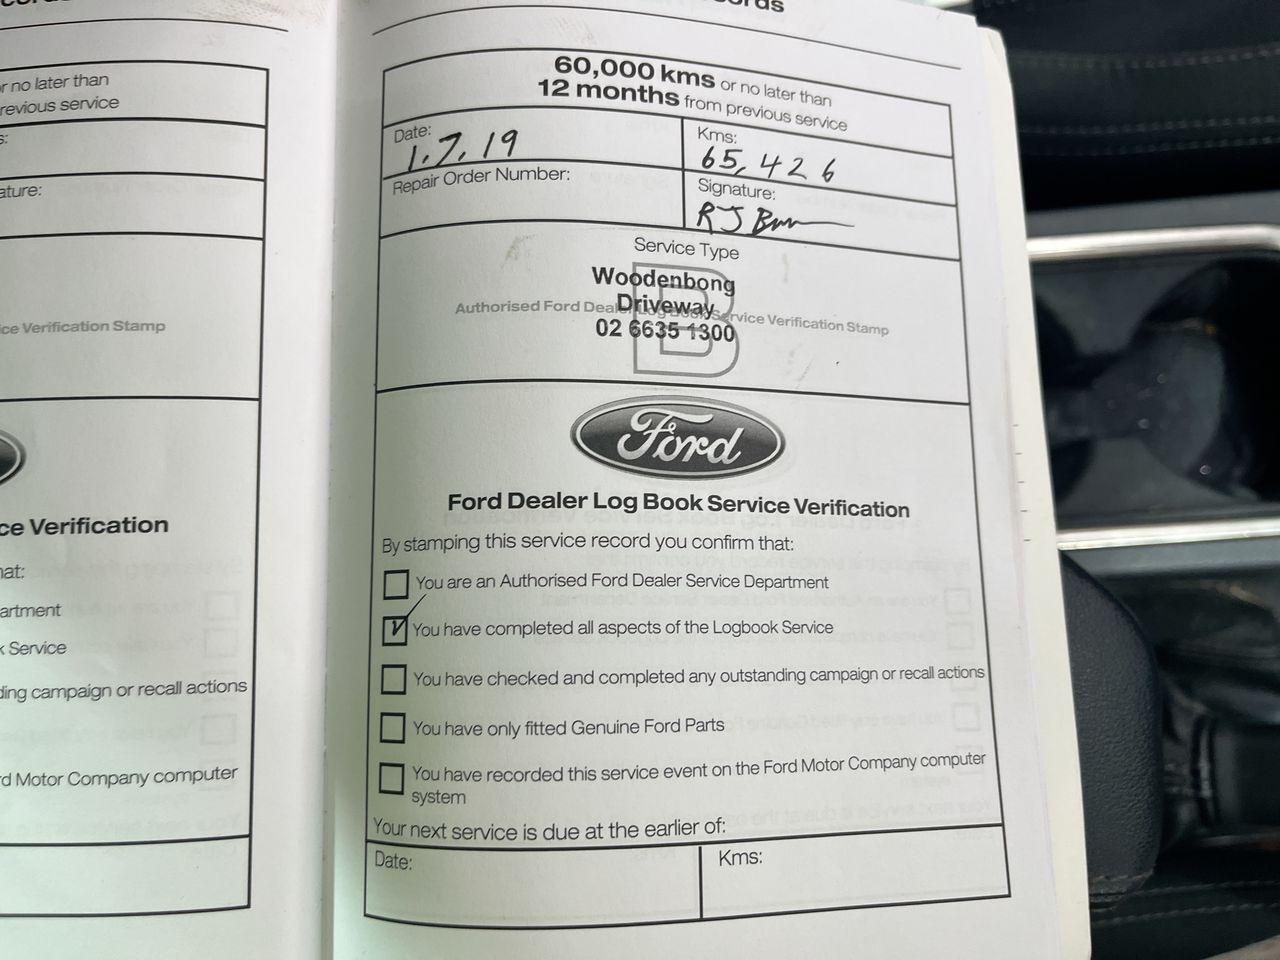 or no later than
revious service
s:
ature:
ice Verification Stamp
ce Verification
hat:
artment
k Service
ding campaign or recall actions
rd Motor Company computer
ords
60,000 kms or no later than
12 months from previous service
Date:
1.7.19
Kms:
65,426
Repair Order Number:
Signature:
RJ
Service Type
B
Woodenbong
Driveway
02 6635 1300
Authorised Ford Dealer Log Book Service Verification Stamp
Ford
Ford Dealer Log Book Service Verification
By stamping this service record you confirm that:
You are an Authorised Ford Dealer Service Department
You have completed all aspects of the Logbook Service
You have checked and completed any outstanding campaign or recall actions
You have only fitted Genuine Ford Parts
You have recorded this service event on the Ford Motor Company computer
system
Your next service is due at the earlier of:
Date:
Kms: